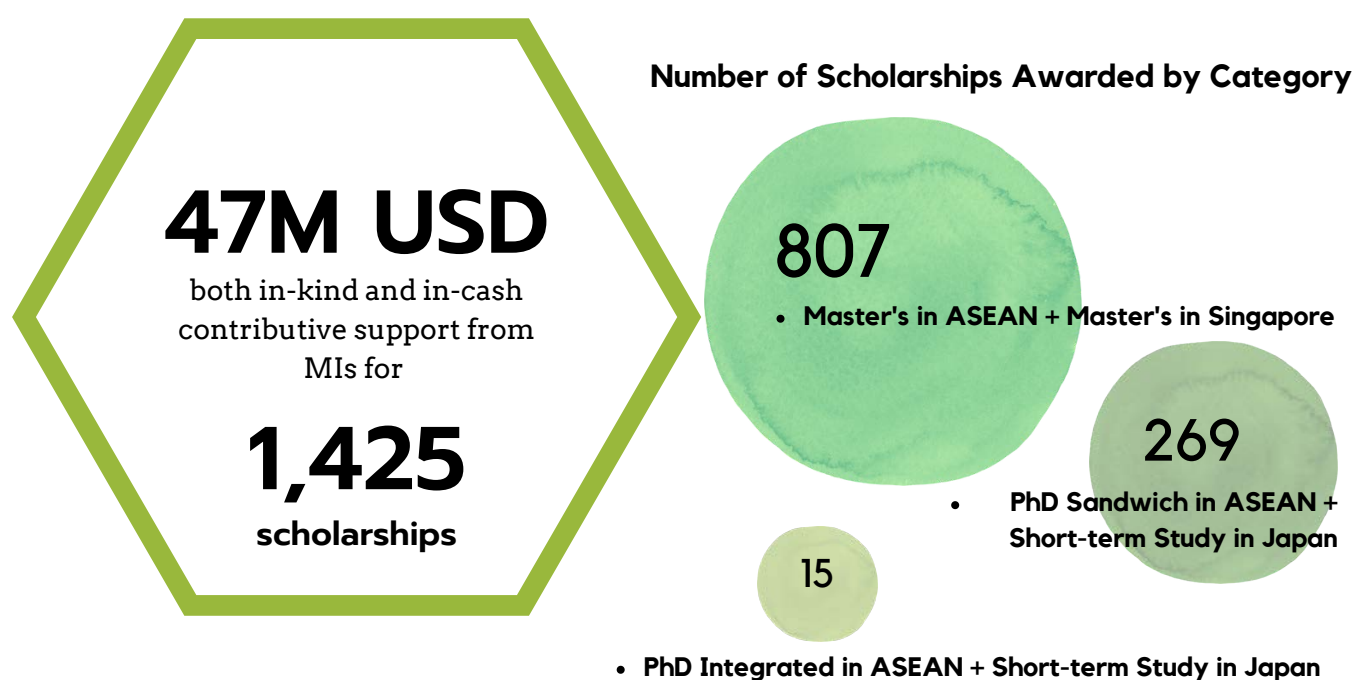 47M USD
both in-kind and in-cash
contributive support from
MIs for
1,425
scholarships
Number of Scholarships Awarded by Category
807
• Master's in ASEAN + Master's in Singapore
269
• PhD Sandwich in ASEAN +
Short-term Study in Japan
15
• PhD Integrated in ASEAN + Short-term Study in Japan